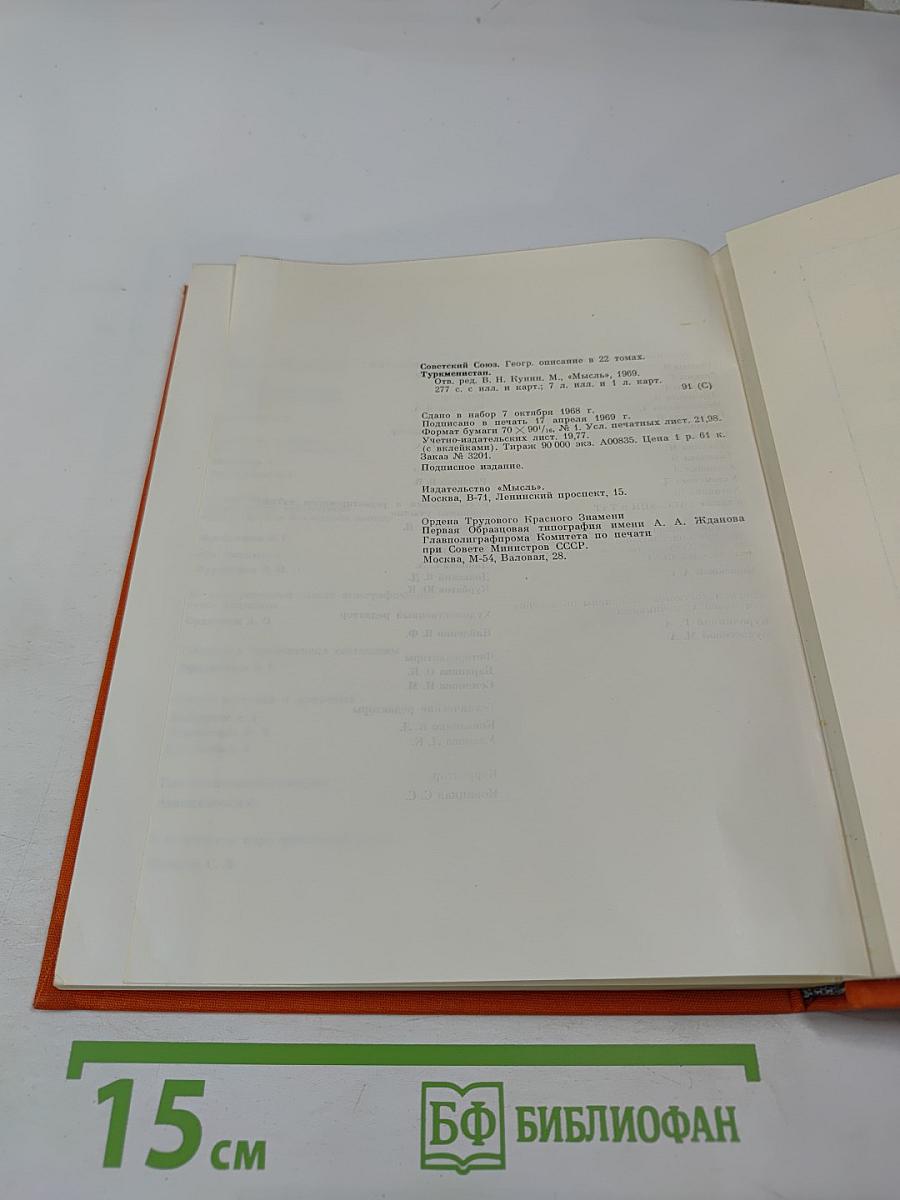 Советский Союз. Геогр. описание в 22 томах.
Туркменистан.
Отв. ред. В. Н. Кунин. М., «Мысль», 1969.
277 с. с илл. и карт.; 7 л. илл. и 1 л. карт.
91 (С)
Сдано в набор 7 октября 1968 г.
Подписано в печать 17 апреля 1969 г.
Формат бумаги 70 × 90¹/₁₆. № 1. Усл. печатных лист. 21,98.
Учетно-издательских лист. 19,77.
(с вклейками). Тираж 90 000 экз. А00835. Цена 1 р. 61 к.
Заказ № 3201.
Подписное издание.
Издательство «Мысль».
Москва, В-71, Ленинский проспект, 15.
Ордена Трудового Красного Знамени
Первая Образцовая типография имени А. А. Жданова
Главполиграфпрома Комитета по печати
при Совете Министров СССР.
Москва, М-54, Валовая, 28.
15 см
БФ БИБЛИОФАН